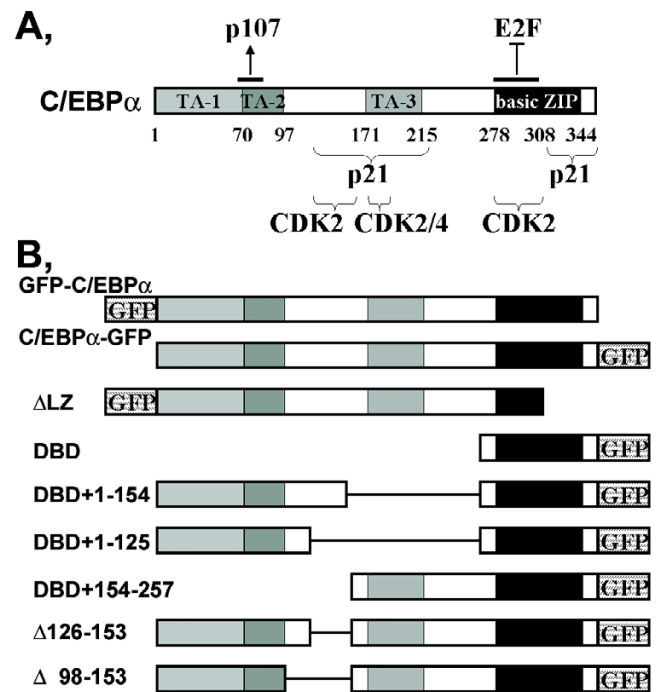 A,
p107 E2F
C/EBPα TA-1 TA-2 TA-3 basic ZIP
1 70 97 171 215 278 308 344
p21 p21
CDK2 CDK2/4 CDK2
B,
GFP-C/EBPα
GFP
C/EBPα-GFP
GFP
ΔLZ GFP
DBD GFP
DBD+1-154 GFP
DBD+1-125 GFP
DBD+154-257 GFP
Δ126-153 GFP
Δ 98-153 GFP